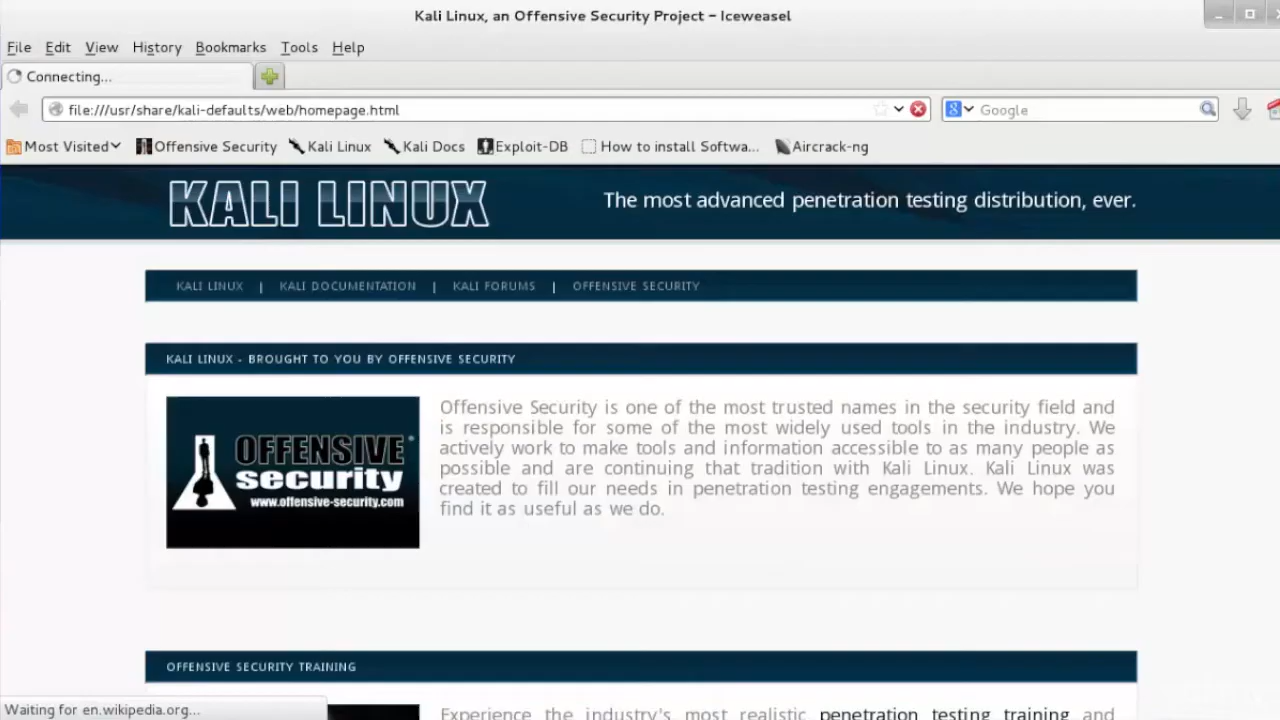 Kali Linux, an Offensive Security Project – Iceweasel
File Edit View History Bookmarks Tools Help
Connecting...
file:///usr/share/kali-defaults/web/homepage.html
Google
Most Visited Offensive Security Kali Linux Kali Docs Exploit-DB How to install Softwa... Aircrack-ng
KALI LINUX
The most advanced penetration testing distribution, ever.
KALI LINUX | KALI DOCUMENTATION | KALI FORUMS | OFFENSIVE SECURITY
KALI LINUX - BROUGHT TO YOU BY OFFENSIVE SECURITY
OFFENSIVE®
security
www.offensive-security.com
Offensive Security is one of the most trusted names in the security field and
is responsible for some of the most widely used tools in the industry. We
actively work to make tools and information accessible to as many people as
possible and are continuing that tradition with Kali Linux. Kali Linux was
created to fill our needs in penetration testing engagements. We hope you
find it as useful as we do.
OFFENSIVE SECURITY TRAINING
Experience the industry's most realistic penetration testing training and
Waiting for en.wikipedia.org...